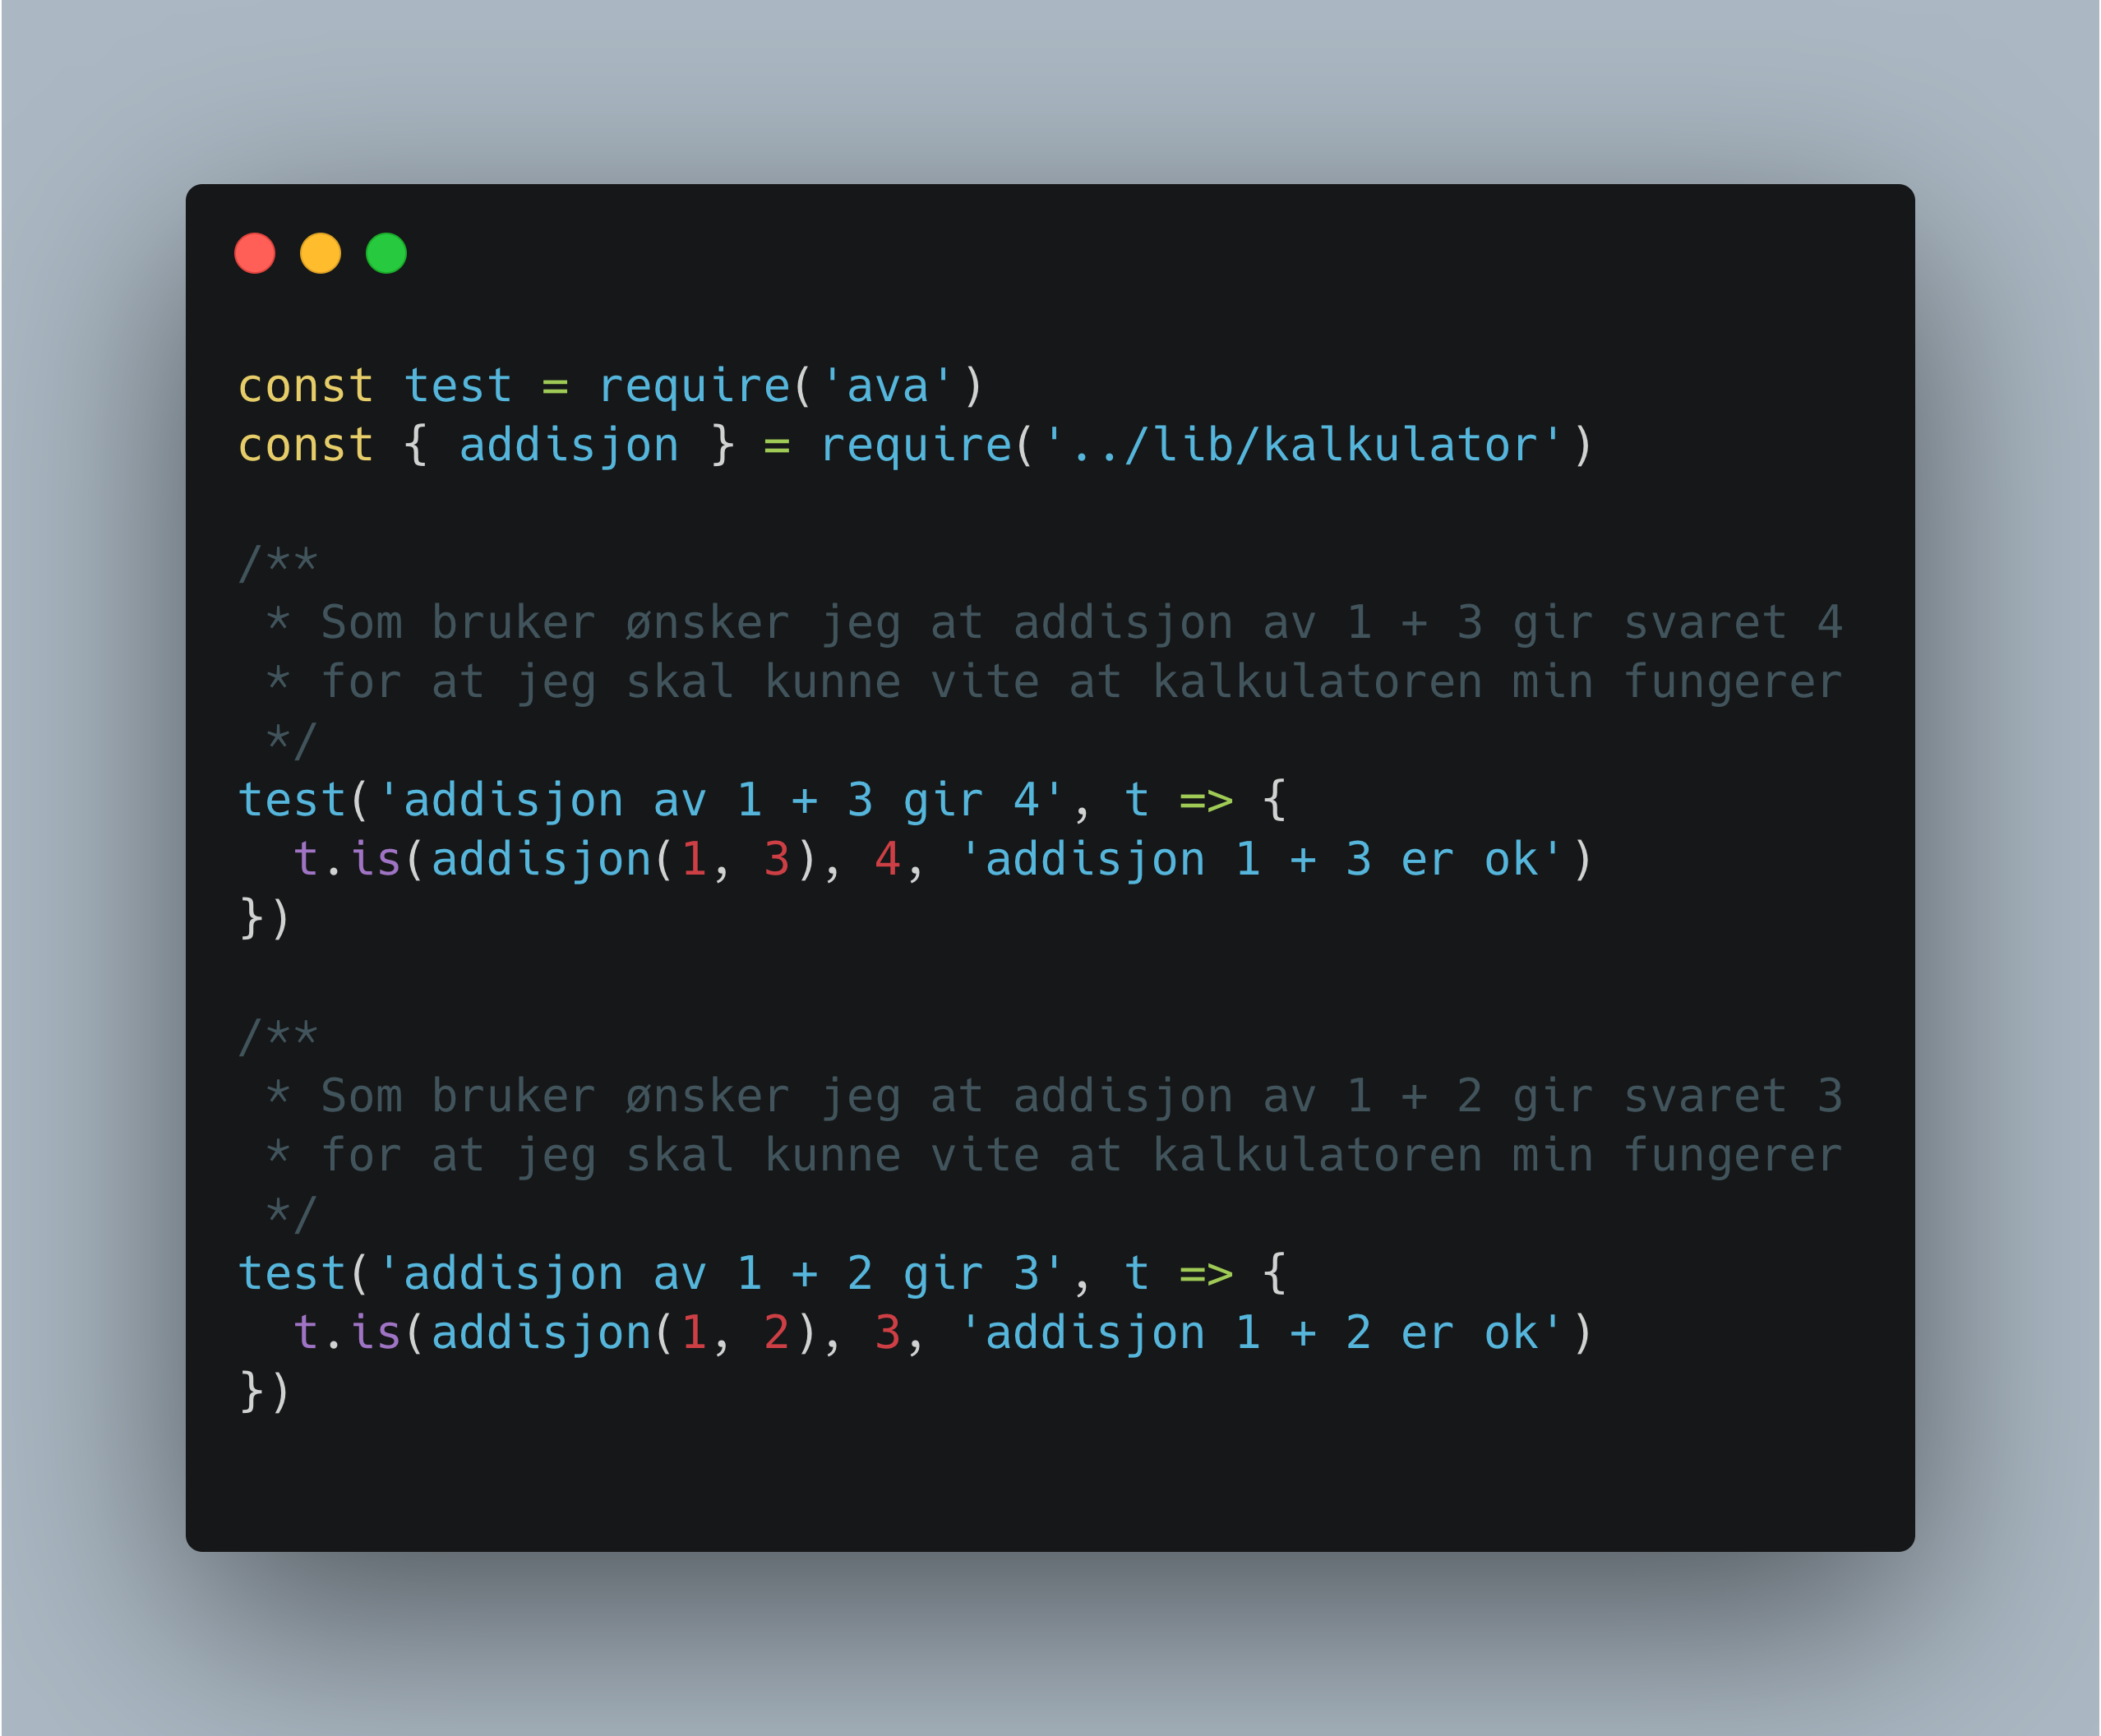 const test = require('ava')
const { addisjon } = require('../lib/kalkulator')

/**
 * Som bruker ønsker jeg at addisjon av 1 + 3 gir svaret 4
 * for at jeg skal kunne vite at kalkulatoren min fungerer
 */
test('addisjon av 1 + 3 gir 4', t => {
  t.is(addisjon(1, 3), 4, 'addisjon 1 + 3 er ok')
})

/**
 * Som bruker ønsker jeg at addisjon av 1 + 2 gir svaret 3
 * for at jeg skal kunne vite at kalkulatoren min fungerer
 */
test('addisjon av 1 + 2 gir 3', t => {
  t.is(addisjon(1, 2), 3, 'addisjon 1 + 2 er ok')
})